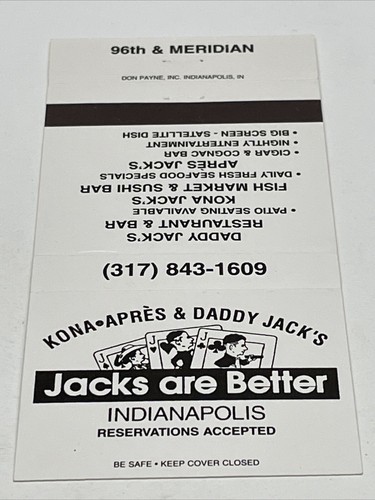 96th & MERIDIAN
DON PAYNE, INC. INDIANAPOLIS, IN
DADDY JACK'S
RESTAURANT & BAR
• PATIO SEATING AVAILABLE
KONA JACK'S
FISH MARKET & SUSHI BAR
• DAILY FRESH SEAFOOD SPECIALS
APRÈS JACK'S
• CIGAR & COGNAC BAR
• NIGHTLY ENTERTAINMENT
• BIG SCREEN - SATELLITE DISH
(317) 843-1609
KONA•APRÈS & DADDY JACK'S
J J J
Jacks are Better
INDIANAPOLIS
RESERVATIONS ACCEPTED
BE SAFE • KEEP COVER CLOSED